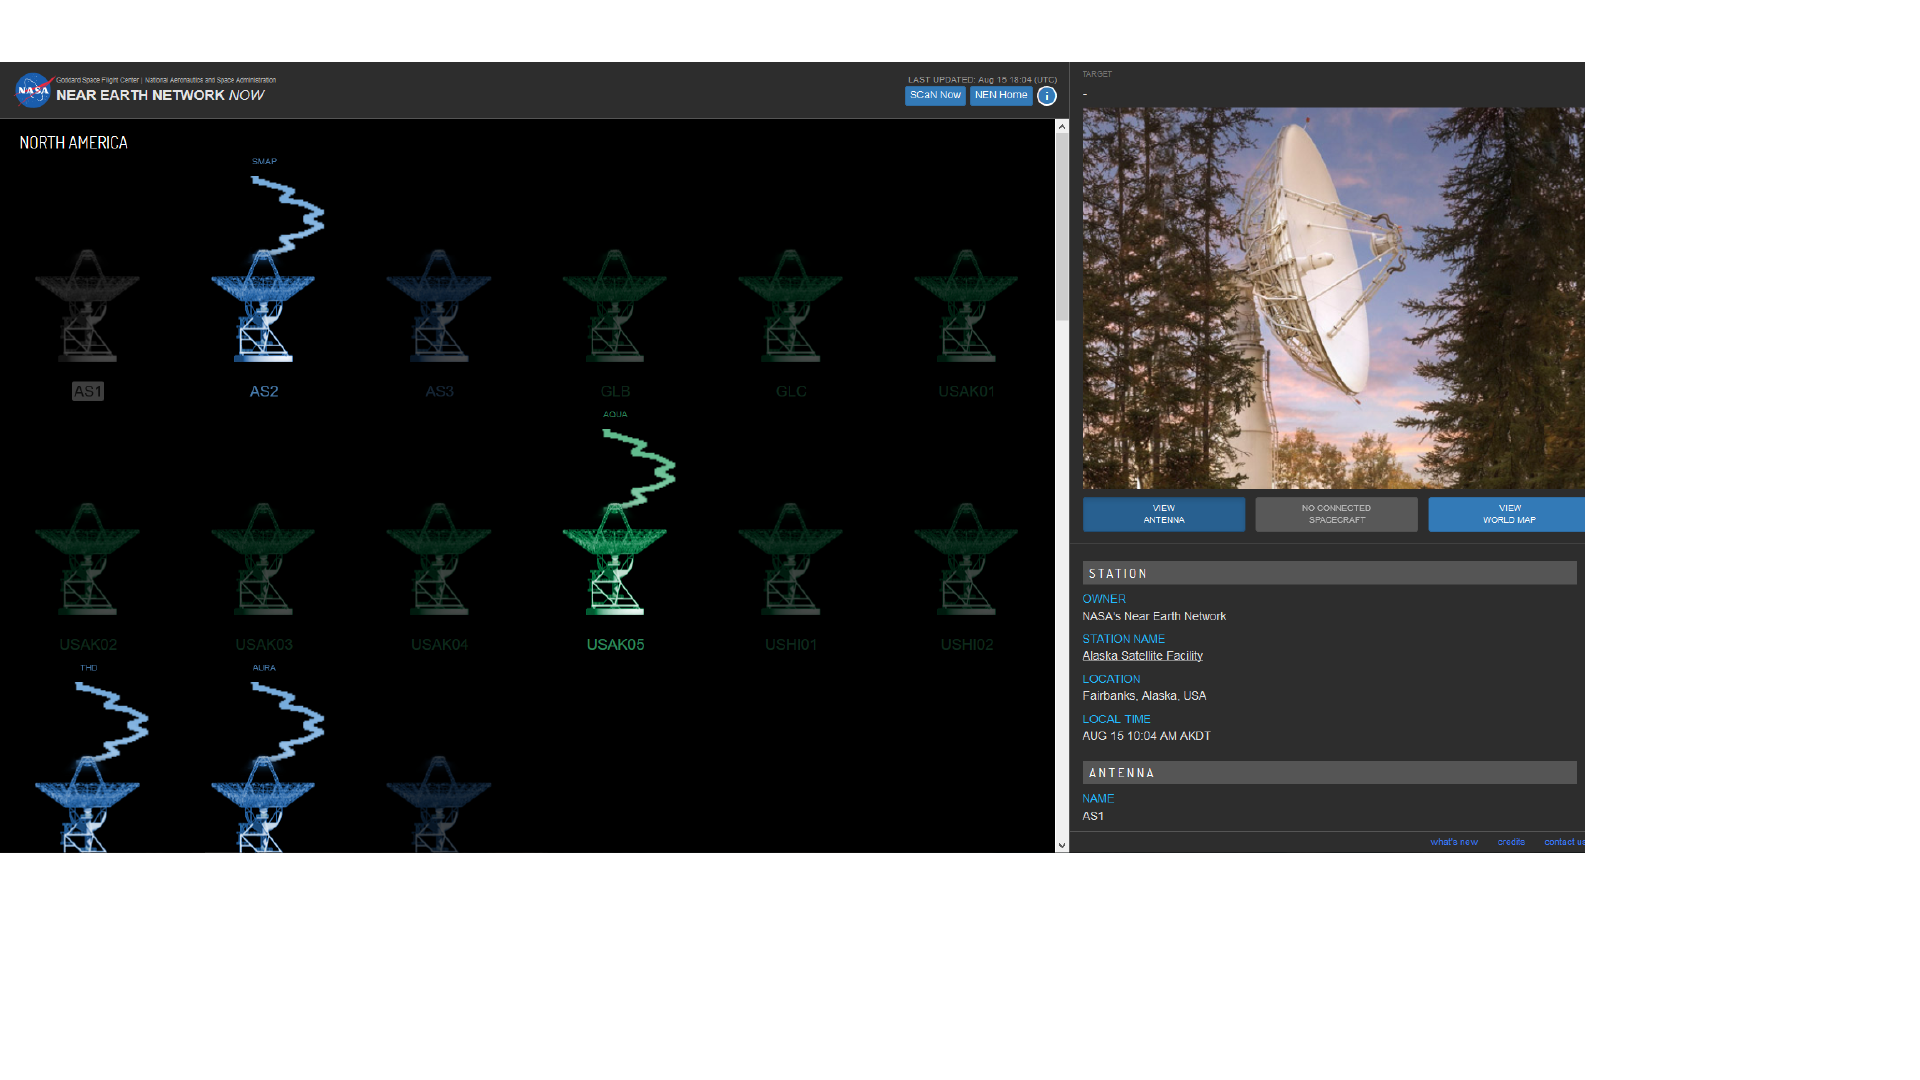 Goddard Space Flight Center | National Aeronautics and Space Administration
NASA
NEAR EARTH NETWORK NOW
LAST UPDATED: Aug 15 18:04 (UTC)
SCaN Now
NEN Home
i
NORTH AMERICA
SMAP
AS1
AS2
AS3
GLB
GLC
USAK01
AQUA
USAK02
USAK03
USAK04
USAK05
USHI01
USHI02
THD
AURA
TARGET
-
VIEW
ANTENNA
NO CONNECTED
SPACECRAFT
VIEW
WORLD MAP
STATION
OWNER
NASA's Near Earth Network
STATION NAME
Alaska Satellite Facility
LOCATION
Fairbanks, Alaska, USA
LOCAL TIME
AUG 15 10:04 AM AKDT
ANTENNA
NAME
AS1
what's new
credits
contact us